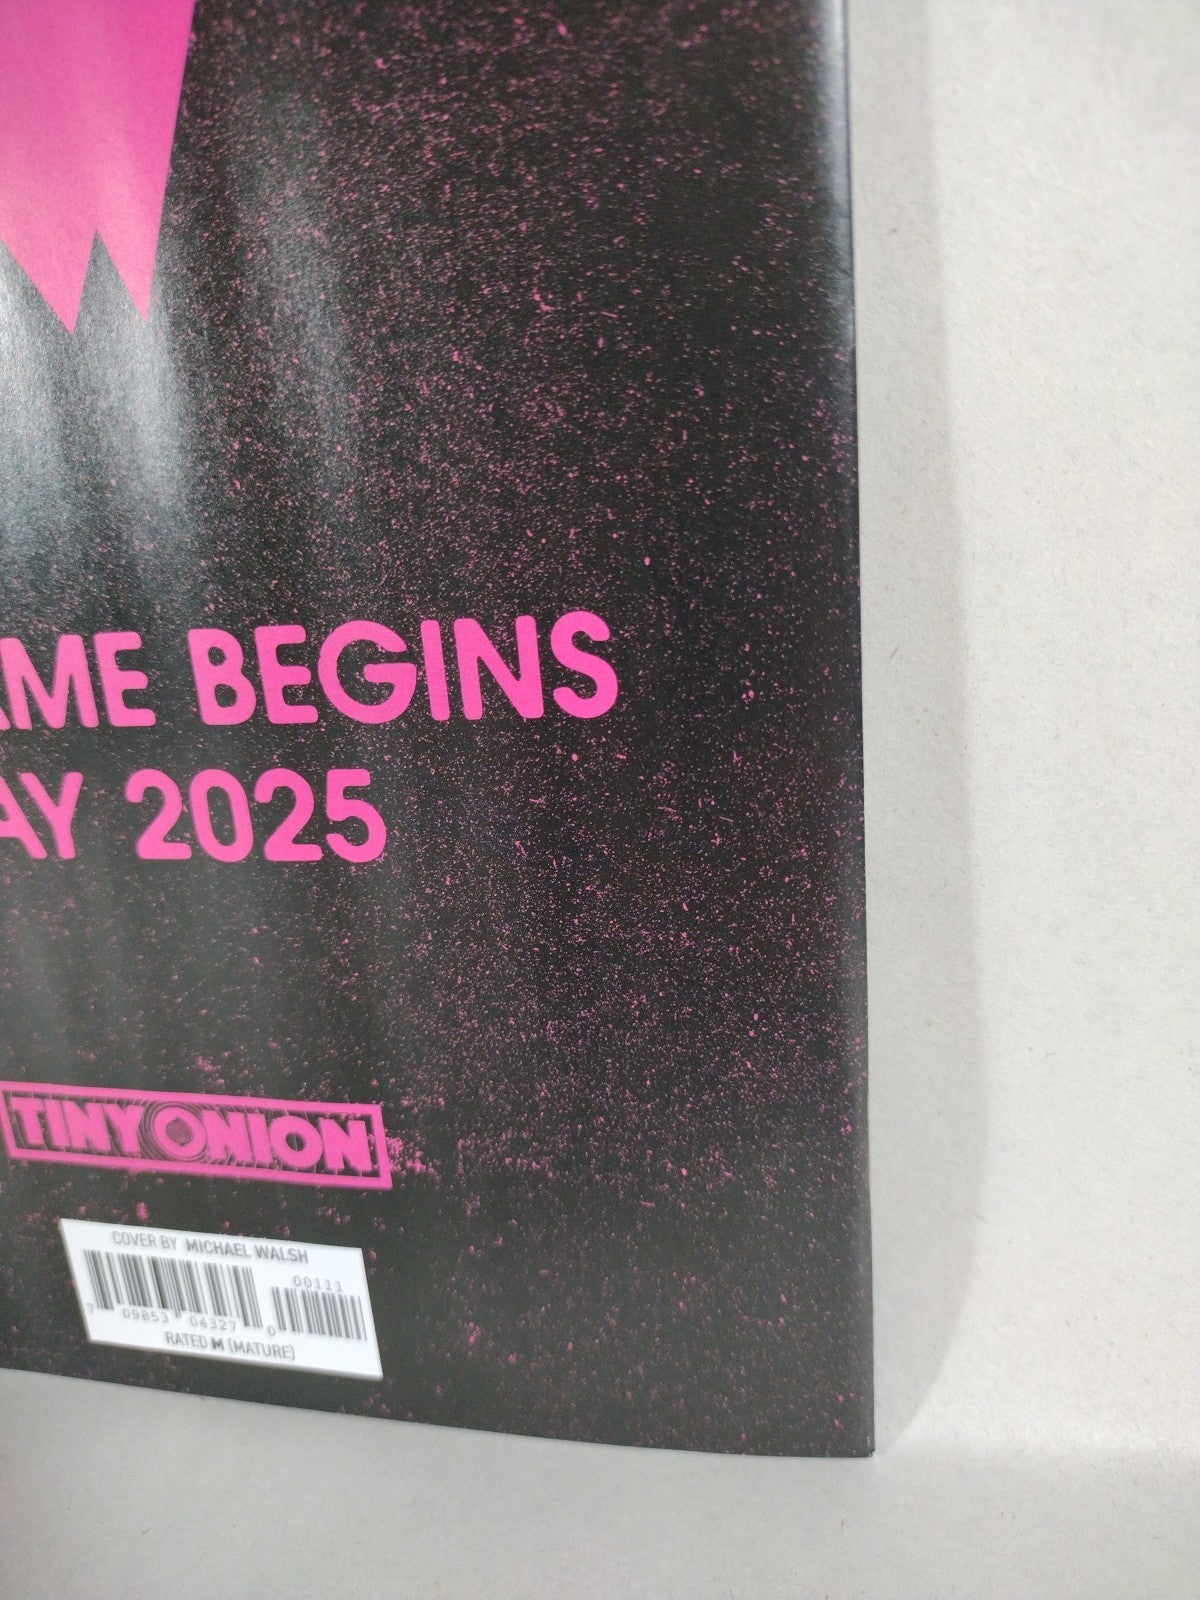 AME BEGINS
AY 2025
TINY ONION
COVER BY MICHAEL WALSH
00111
7 09853 04327 0
RATED M (MATURE)